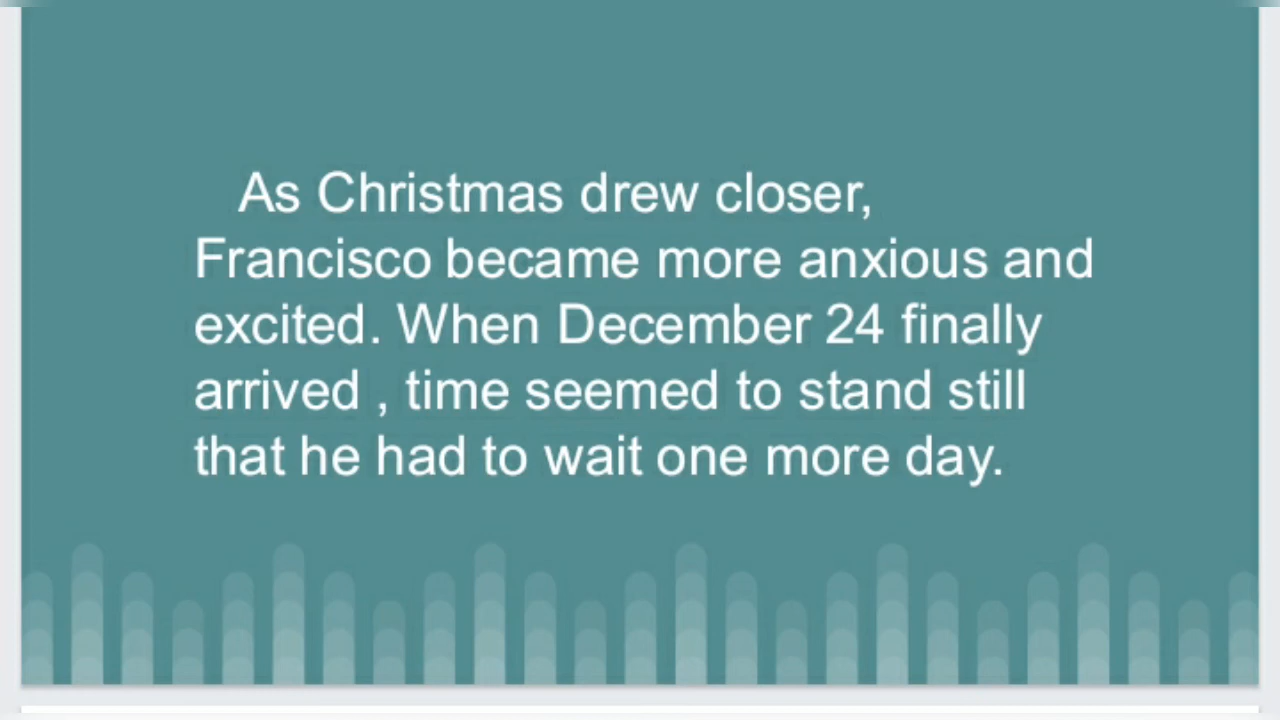 As Christmas drew closer,
Francisco became more anxious and
excited. When December 24 finally
arrived , time seemed to stand still
that he had to wait one more day.